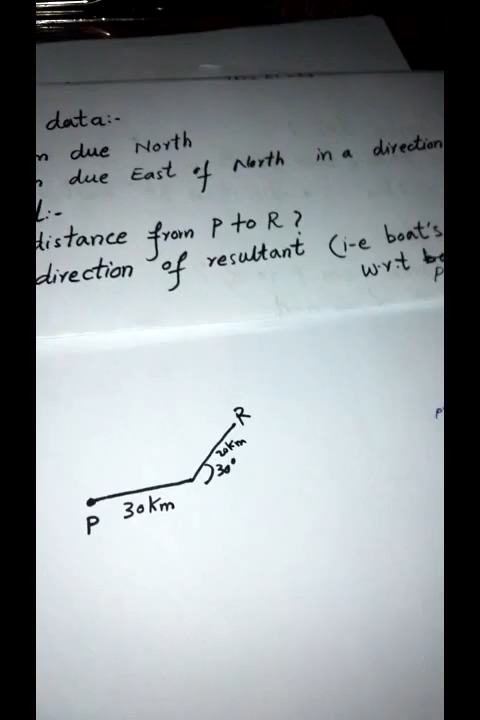 data:-
m due North
due East of North in a direction
L:-
distance from P to R?
direction of resultant (i-e boat's
w.r.t
R
20km
30°
30km
P